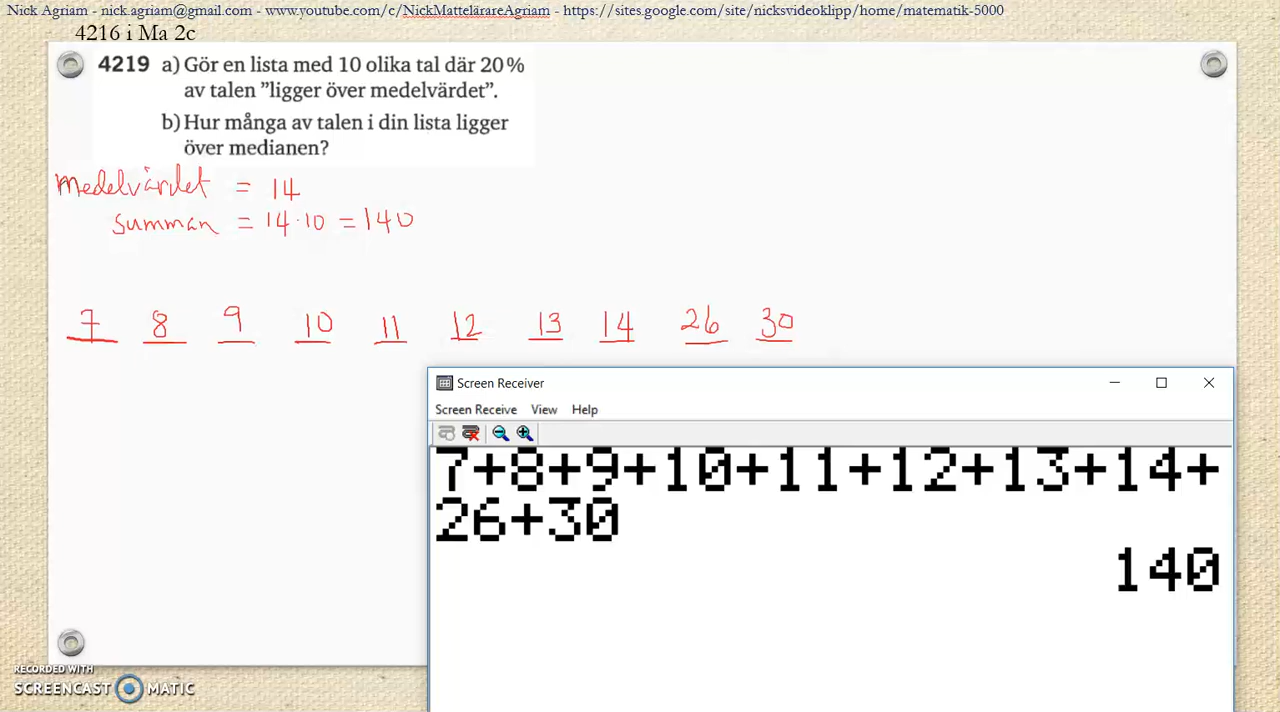 Nick Agriam - nick.agriam@gmail.com - www.youtube.com/c/NickMattelärareAgriam - https://sites.google.com/site/nicksvideoklipp/home/matematik-5000
4216 i Ma 2c
4219 a) Gör en lista med 10 olika tal där 20 %
av talen ”ligger över medelvärdet”.
b) Hur många av talen i din lista ligger
över medianen?
medelvärdet = 14
summan = 14·10 = 140
7 8 9 10 11 12 13 14 26 30
Screen Receiver
Screen Receive View Help
7+8+9+10+11+12+13+14+
26+30
140
RECORDED WITH
SCREENCAST MATIC